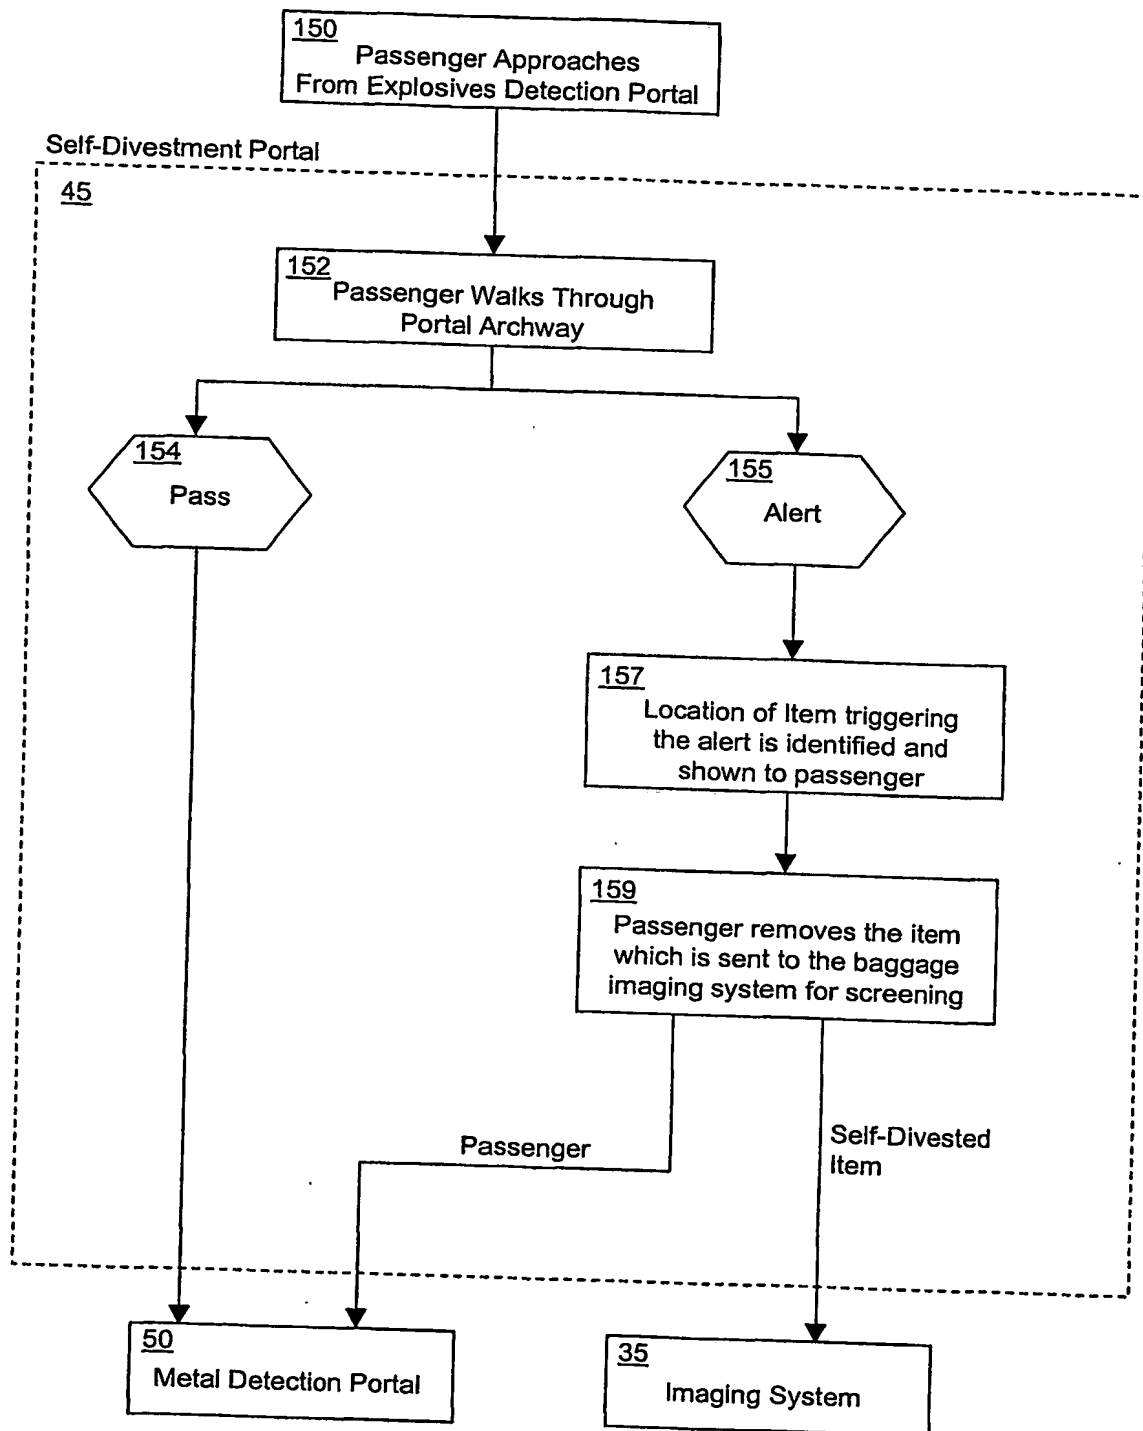 150
Passenger Approaches
From Explosives Detection Portal
Self-Divestment Portal
45
152
Passenger Walks Through
Portal Archway
154
Pass
155
Alert
157
Location of Item triggering
the alert is identified and
shown to passenger
159
Passenger removes the item
which is sent to the baggage
imaging system for screening
Passenger
Self-Divested
Item
50
Metal Detection Portal
35
Imaging System